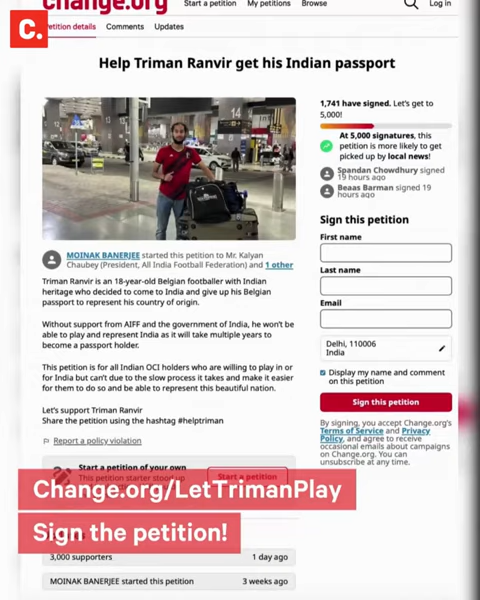 change.org
Start a petition My petitions Browse Log in
C.
Petition details Comments Updates
Help Triman Ranvir get his Indian passport
14
MOINAK BANERJEE started this petition to Mr. Kalyan
Chaubey (President, All India Football Federation) and 1 other
Triman Ranvir is an 18-year-old Belgian footballer with Indian
heritage who decided to come to India and give up his Belgian
passport to represent his country of origin.
Without support from AIFF and the government of India, he won't be
able to play and represent India as it will take multiple years to
become a passport holder.
This petition is for all Indian OCI holders who are willing to play in or
for India but can't due to the slow process it takes and make it easier
for them to do so and be able to represent this beautiful nation.
Let's support Triman Ranvir
Share the petition using the hashtag #helptriman
Report a policy violation
Start a petition of your own
This petition starter stood up
Start a petition
1,741 have signed. Let's get to
5,000!
At 5,000 signatures, this
petition is more likely to get
picked up by local news!
Spandan Chowdhury signed
19 hours ago
Beaas Barman signed 19
hours ago
Sign this petition
First name
Last name
Email
Delhi, 110006
India
Display my name and comment
on this petition
Sign this petition
By signing, you accept Change.org's
Terms of Service and Privacy
Policy, and agree to receive
occasional emails about campaigns
on Change.org. You can
unsubscribe at any time.
Change.org/LetTrimanPlay
Sign the petition!
3,000 supporters 1 day ago
MOINAK BANERJEE started this petition 3 weeks ago